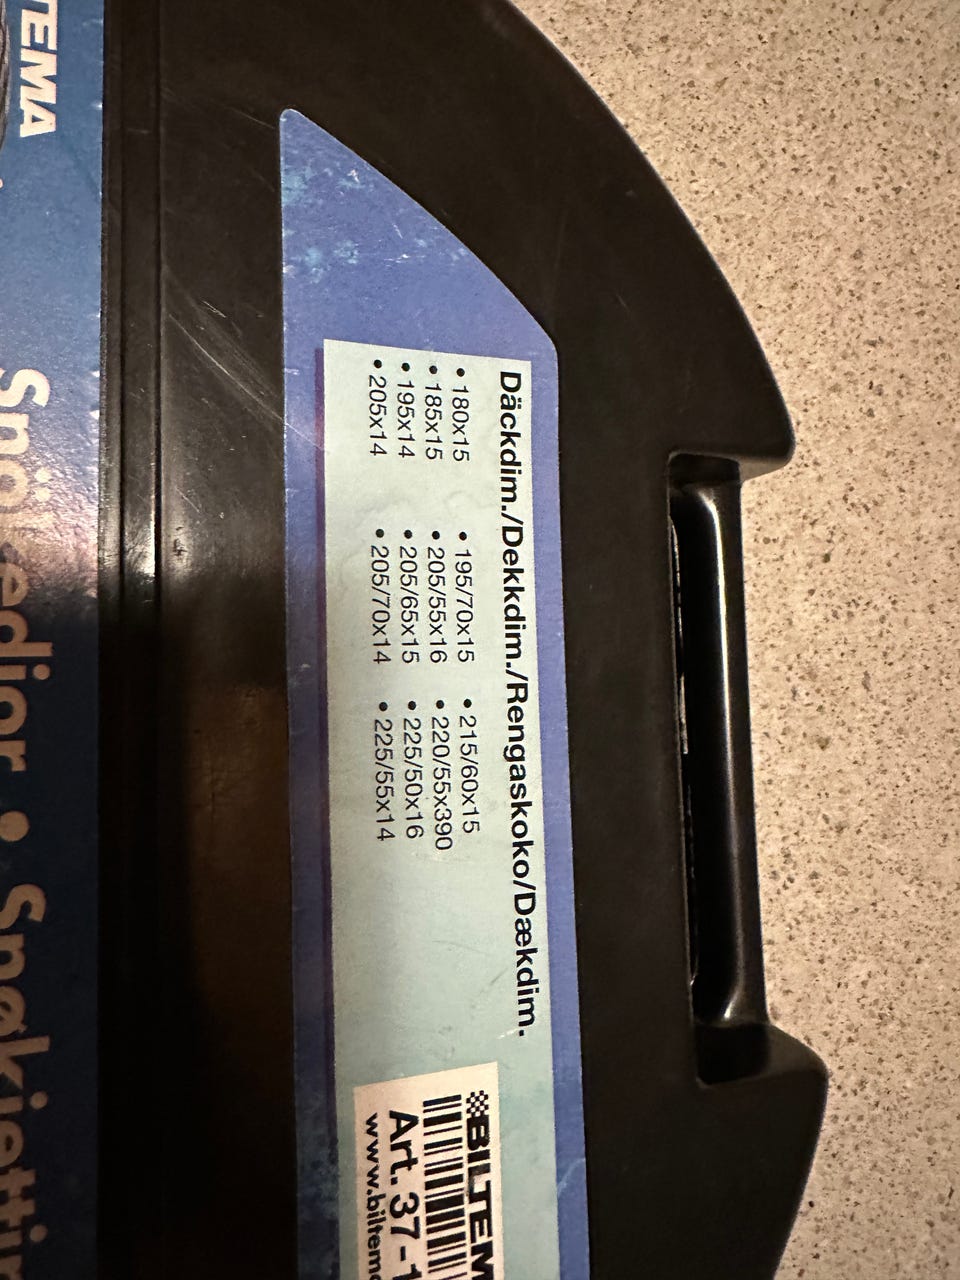 TEMA
Däckdim./Dekkdim./Rengaskoko/Dækdim.
• 180x15
• 185x15
• 195x14
• 205x14
• 195/70x15
• 205/55x16
• 205/65x15
• 205/70x14
• 215/60x15
• 220/55x390
• 225/50x16
• 225/55x14
BILTEM
Art. 37-1
www.biltema